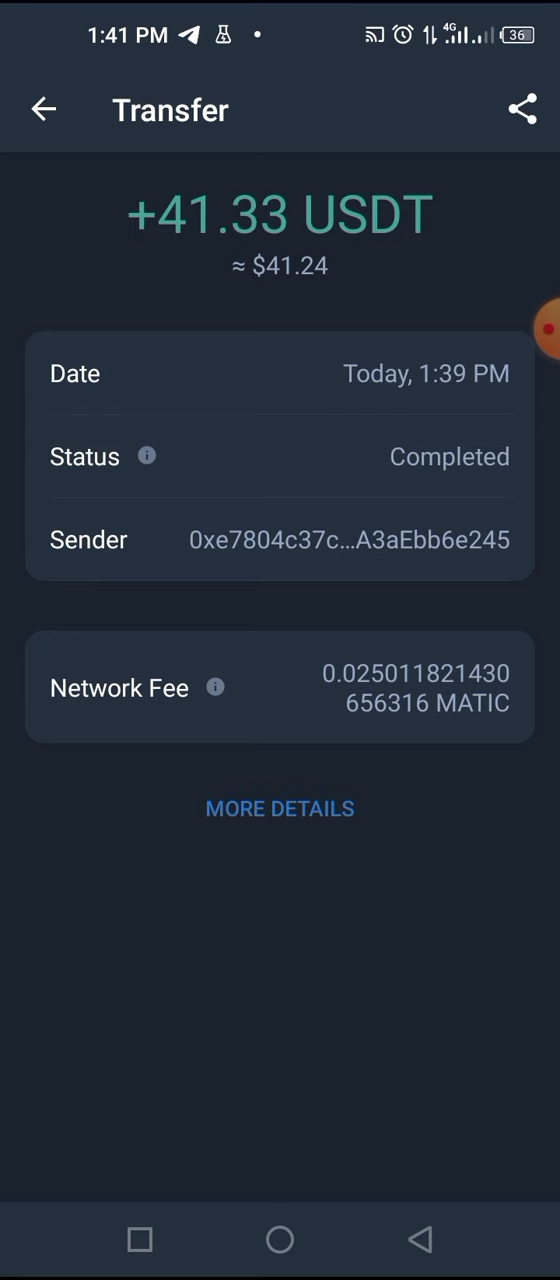 1:41 PM
4G
36
Transfer
+41.33 USDT
≈ $41.24
Date Today, 1:39 PM
Status Completed
Sender 0xe7804c37c...A3aEbb6e245
Network Fee 0.025011821430
656316 MATIC
MORE DETAILS